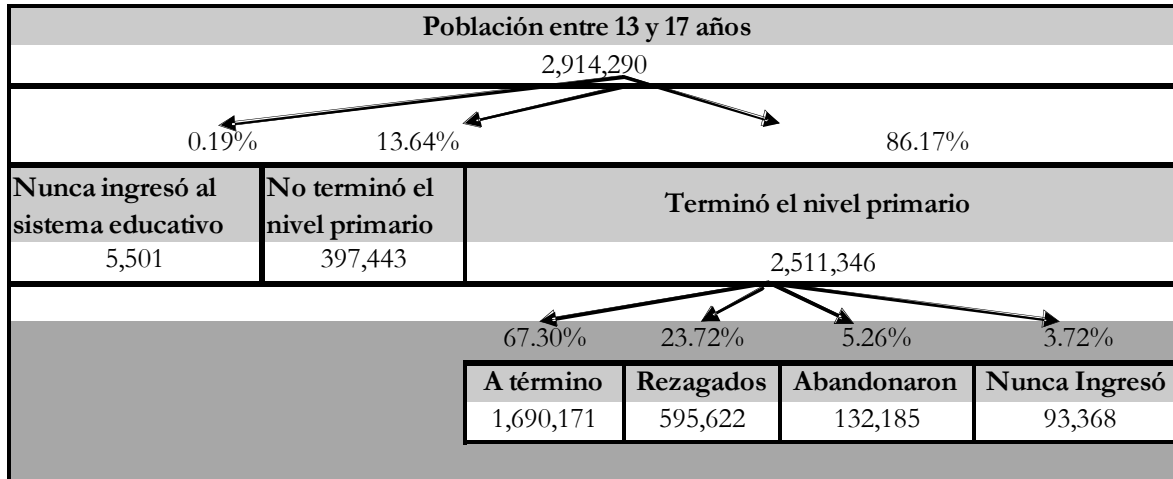 Población entre 13 y 17 años
2,914,290
0.19% 13.64% 86.17%
Nunca ingresó al
sistema educativo
No terminó el
nivel primario
Terminó el nivel primario
5,501 397,443 2,511,346
67.30% 23.72% 5.26% 3.72%
A término Rezagados Abandonaron Nunca Ingresó
1,690,171 595,622 132,185 93,368